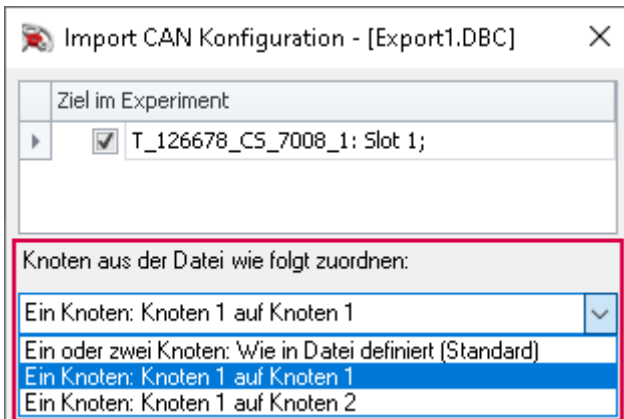 Import CAN Konfiguration - [Export1.DBC]
Ziel im Experiment
T_126678_CS_7008_1: Slot 1;
Knoten aus der Datei wie folgt zuordnen:
Ein Knoten: Knoten 1 auf Knoten 1
Ein oder zwei Knoten: Wie in Datei definiert (Standard)
Ein Knoten: Knoten 1 auf Knoten 1
Ein Knoten: Knoten 1 auf Knoten 2